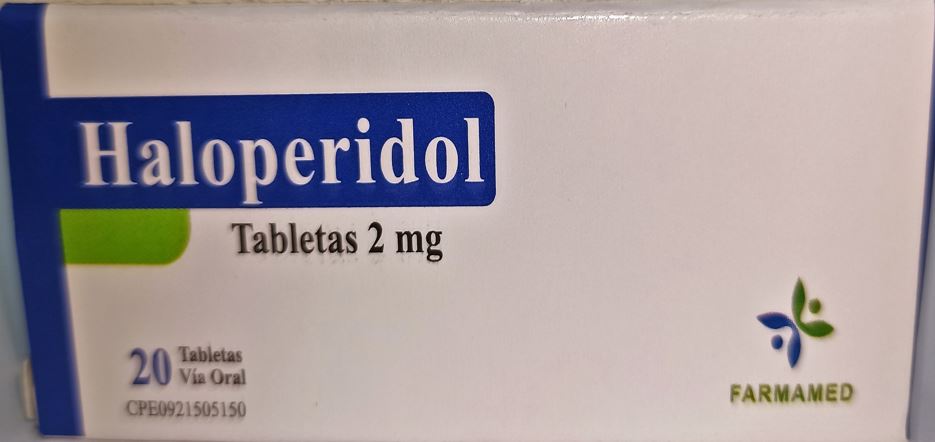 Haloperidol
Tabletas 2 mg
20 Tabletas
Vía Oral
CPE0921505150
FARMAMED